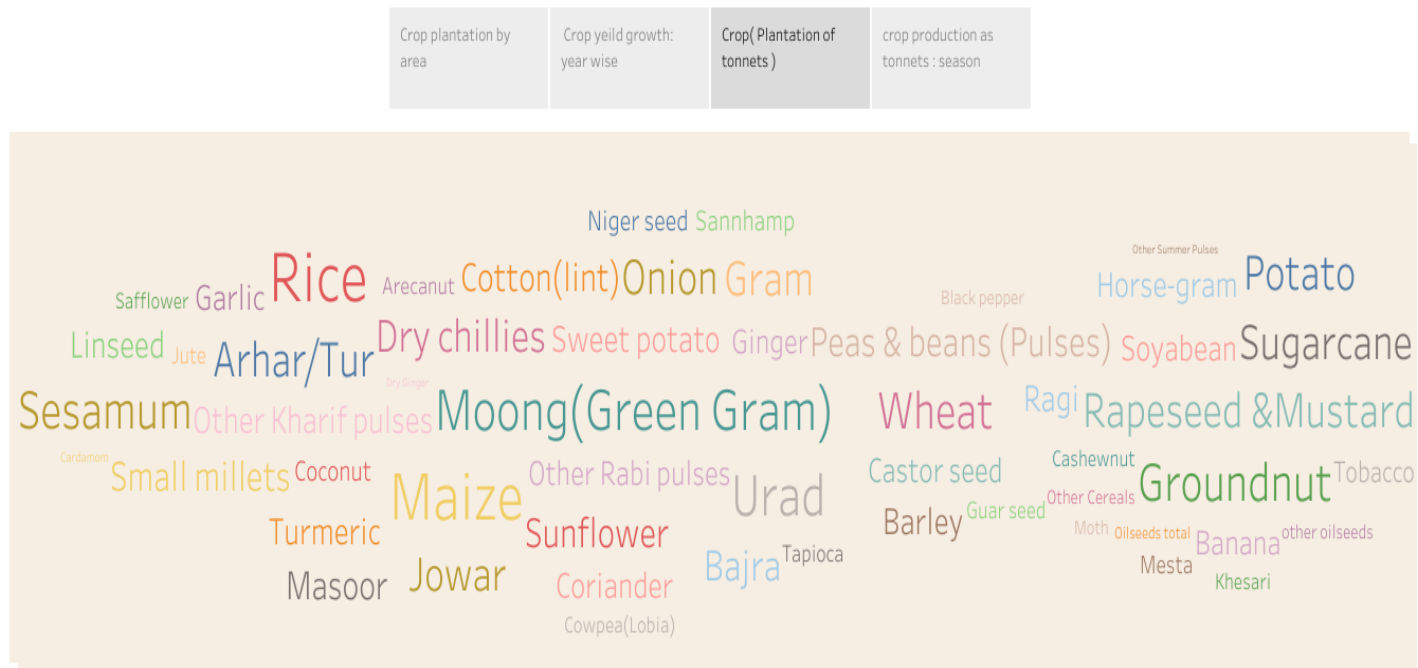 Crop plantation by
area
Crop yeild growth:
year wise
Crop( Plantation of
tonnets )
crop production as
tonnets : season
Niger seed Sannhamp
Other Summer Pulses
Safflower Garlic Rice Arecanut Cotton(lint) Onion Gram Black pepper Horse-gram Potato
Linseed Jute Arhar/Tur Dry chillies Sweet potato Ginger Peas & beans (Pulses) Soyabean Sugarcane
Dry Ginger
Sesamum Other Kharif pulses Moong(Green Gram) Wheat Ragi Rapeseed &Mustard
Cardamom Small millets Coconut Maize Other Rabi pulses Urad Castor seed Cashewnut Groundnut Tobacco
Other Cereals
Turmeric Sunflower Barley Guar seed Moth Oilseeds total Banana other oilseeds
Masoor Jowar Coriander Bajra Tapioca Mesta Khesari
Cowpea(Lobia)